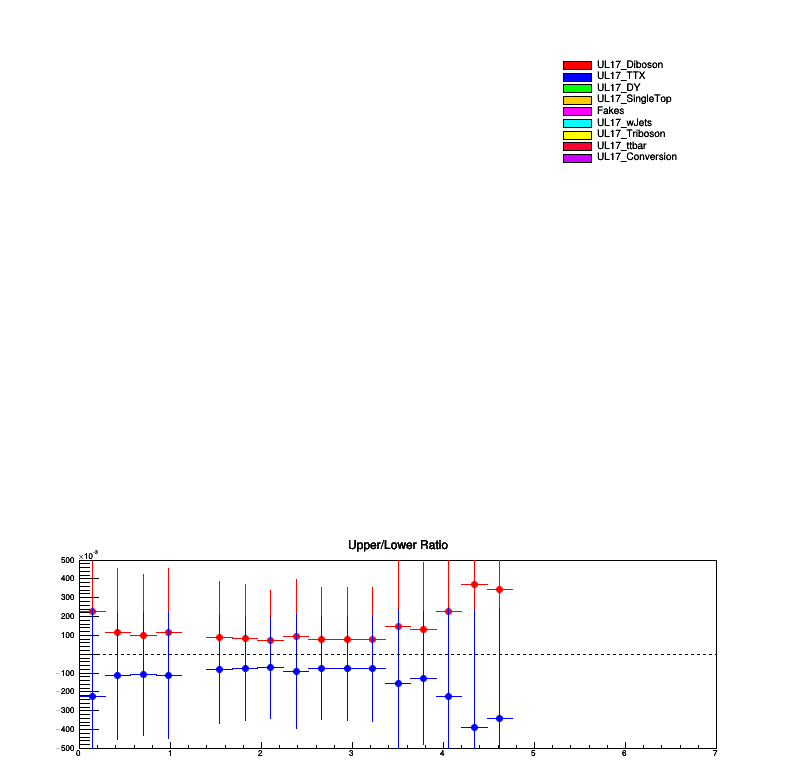 UL17_Diboson
UL17_TTX
UL17_DY
UL17_SingleTop
Fakes
UL17_wJets
UL17_Triboson
UL17_ttbar
UL17_Conversion
Upper/Lower Ratio
×10⁻³
500
400
300
200
100
−100
−200
−300
−400
−500
0 1 2 3 4 5 6 7